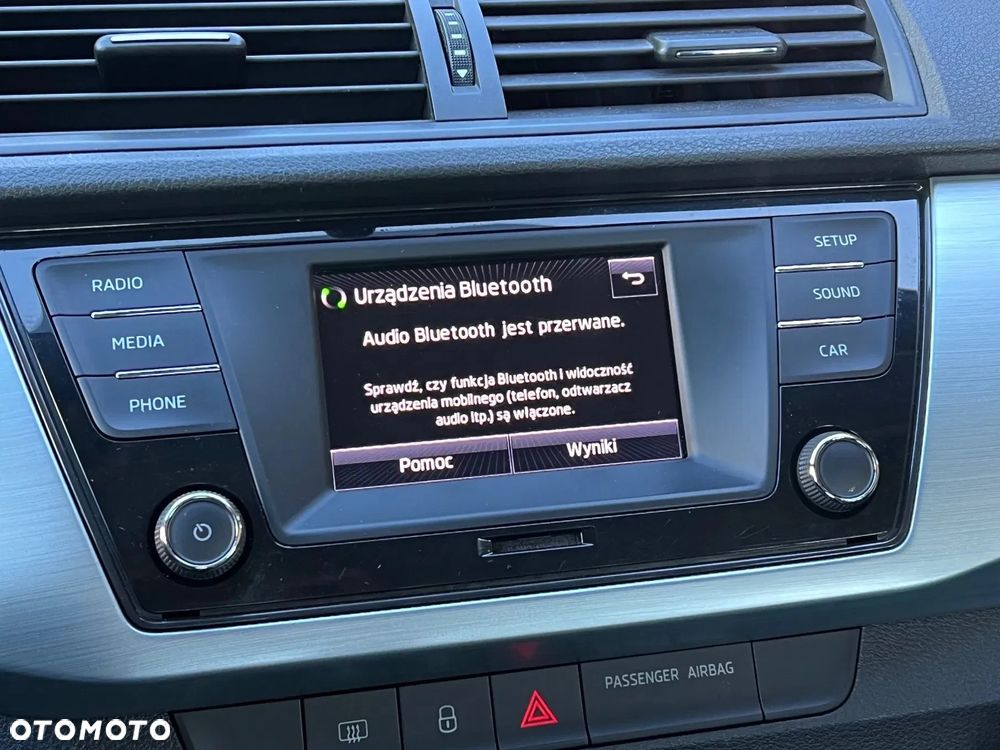 RADIO
MEDIA
PHONE
Urządzenia Bluetooth
Audio Bluetooth jest przerwane.
Sprawdź, czy funkcja Bluetooth i widoczność
urządzenia mobilnego (telefon, odtwarzacz
audio itp.) są włączone.
Pomoc
Wyniki
SETUP
SOUND
CAR
PASSENGER AIRBAG
OTOMOTO